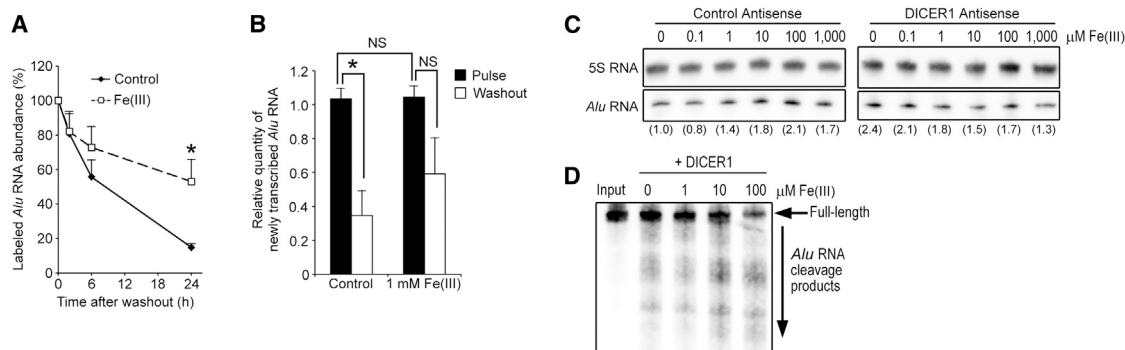 A
Labeled Alu RNA abundance (%)
120
100
80
60
40
20
0
Control
Fe(III)
*
0 6 12 18 24
Time after washout (h)
B
Relative quantity of
newly transcribed Alu RNA
1.2
1.0
0.8
0.6
0.4
0.2
0
NS
*
NS
Pulse
Washout
Control 1 mM Fe(III)
C
Control Antisense DICER1 Antisense
0 0.1 1 10 100 1,000 0 0.1 1 10 100 1,000 μM Fe(III)
5S RNA
Alu RNA
(1.0) (0.8) (1.4) (1.8) (2.1) (1.7) (2.4) (2.1) (1.8) (1.5) (1.7) (1.3)
D
+ DICER1
Input 0 1 10 100 μM Fe(III)
Full-length
Alu RNA
cleavage
products